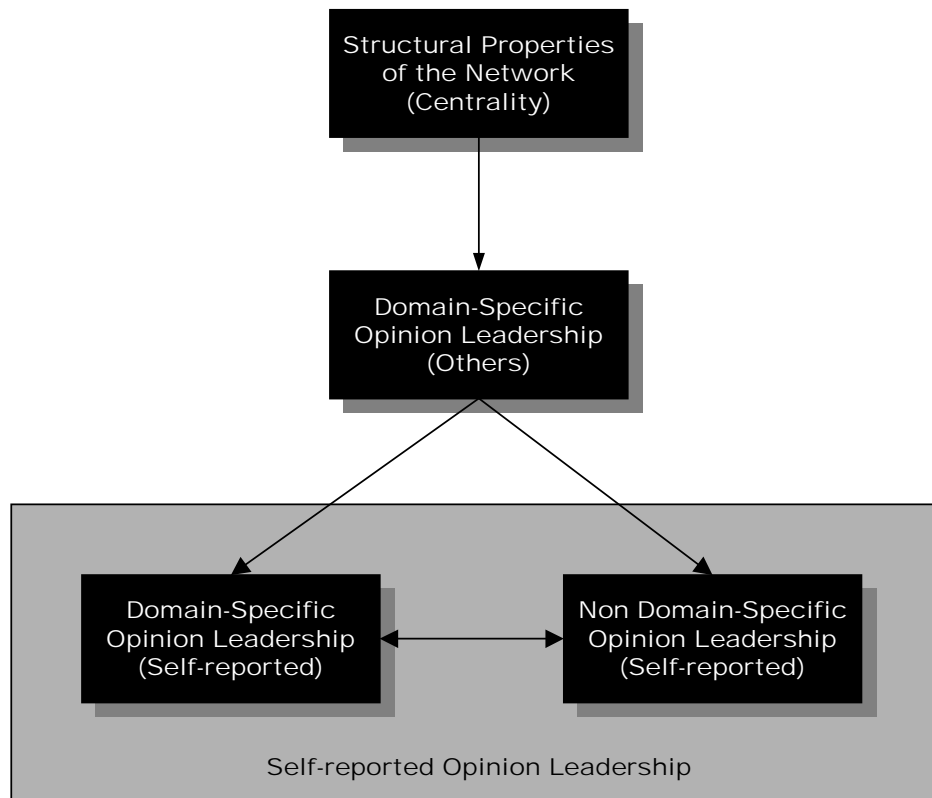 Structural Properties
of the Network
(Centrality)
Domain-Specific
Opinion Leadership
(Others)
Domain-Specific
Opinion Leadership
(Self-reported)
Non Domain-Specific
Opinion Leadership
(Self-reported)
Self-reported Opinion Leadership